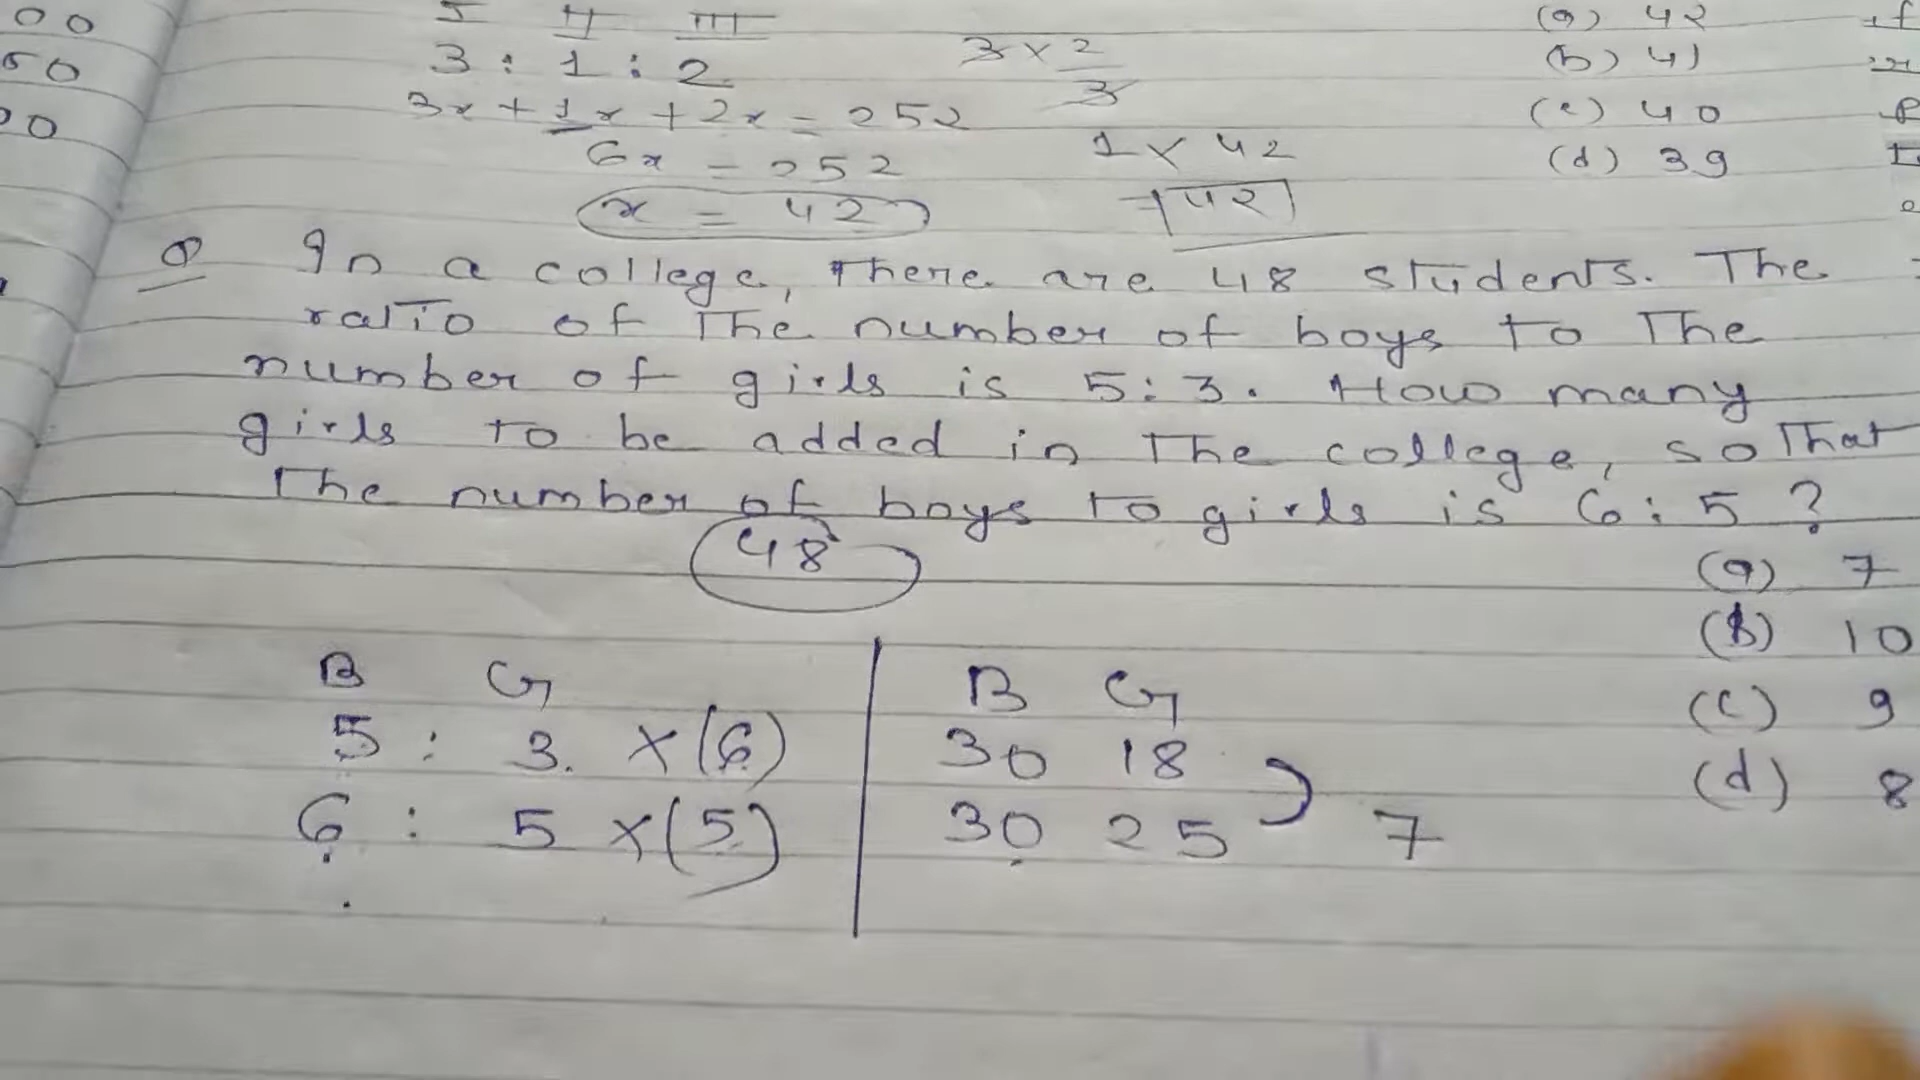 00
50
I II III
3 : 1 : 2
3x + 1x + 2x = 252
6x = 252
x = 42
3 x 2
3
1 x 42
42
(a) 42
(b) 41
(c) 40
(d) 39
Q In a college, there are 48 students. The
ratio of the number of boys to the
number of girls is 5:3. How many
girls to be added in the college, so that
the number of boys to girls is 6:5?
48
(a) 7
(b) 10
(c) 9
(d) 8
B G
5 : 3. x (6)
6 : 5 x (5)
B G
30 18
30 25 7